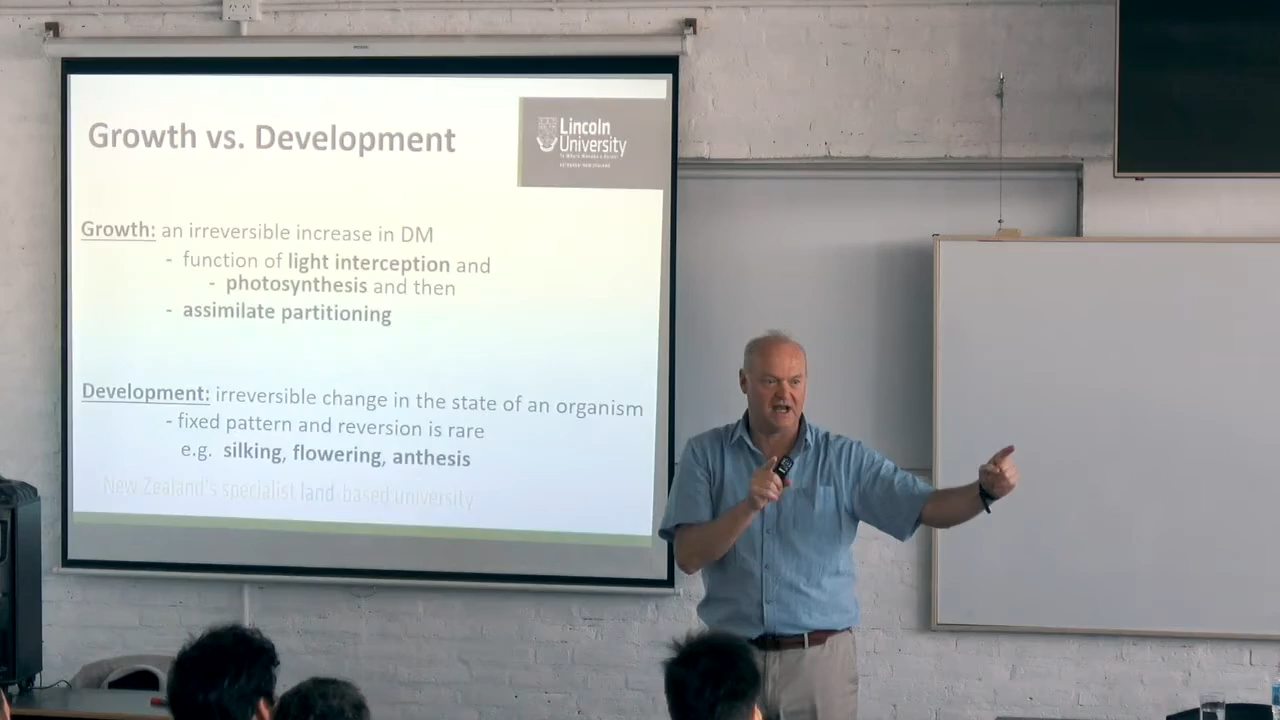 Growth vs. Development
Lincoln
University
Growth: an irreversible increase in DM
- function of light interception and
- photosynthesis and then
- assimilate partitioning
Development: irreversible change in the state of an organism
- fixed pattern and reversion is rare
e.g. silking, flowering, anthesis
New Zealand's specialist land-based university